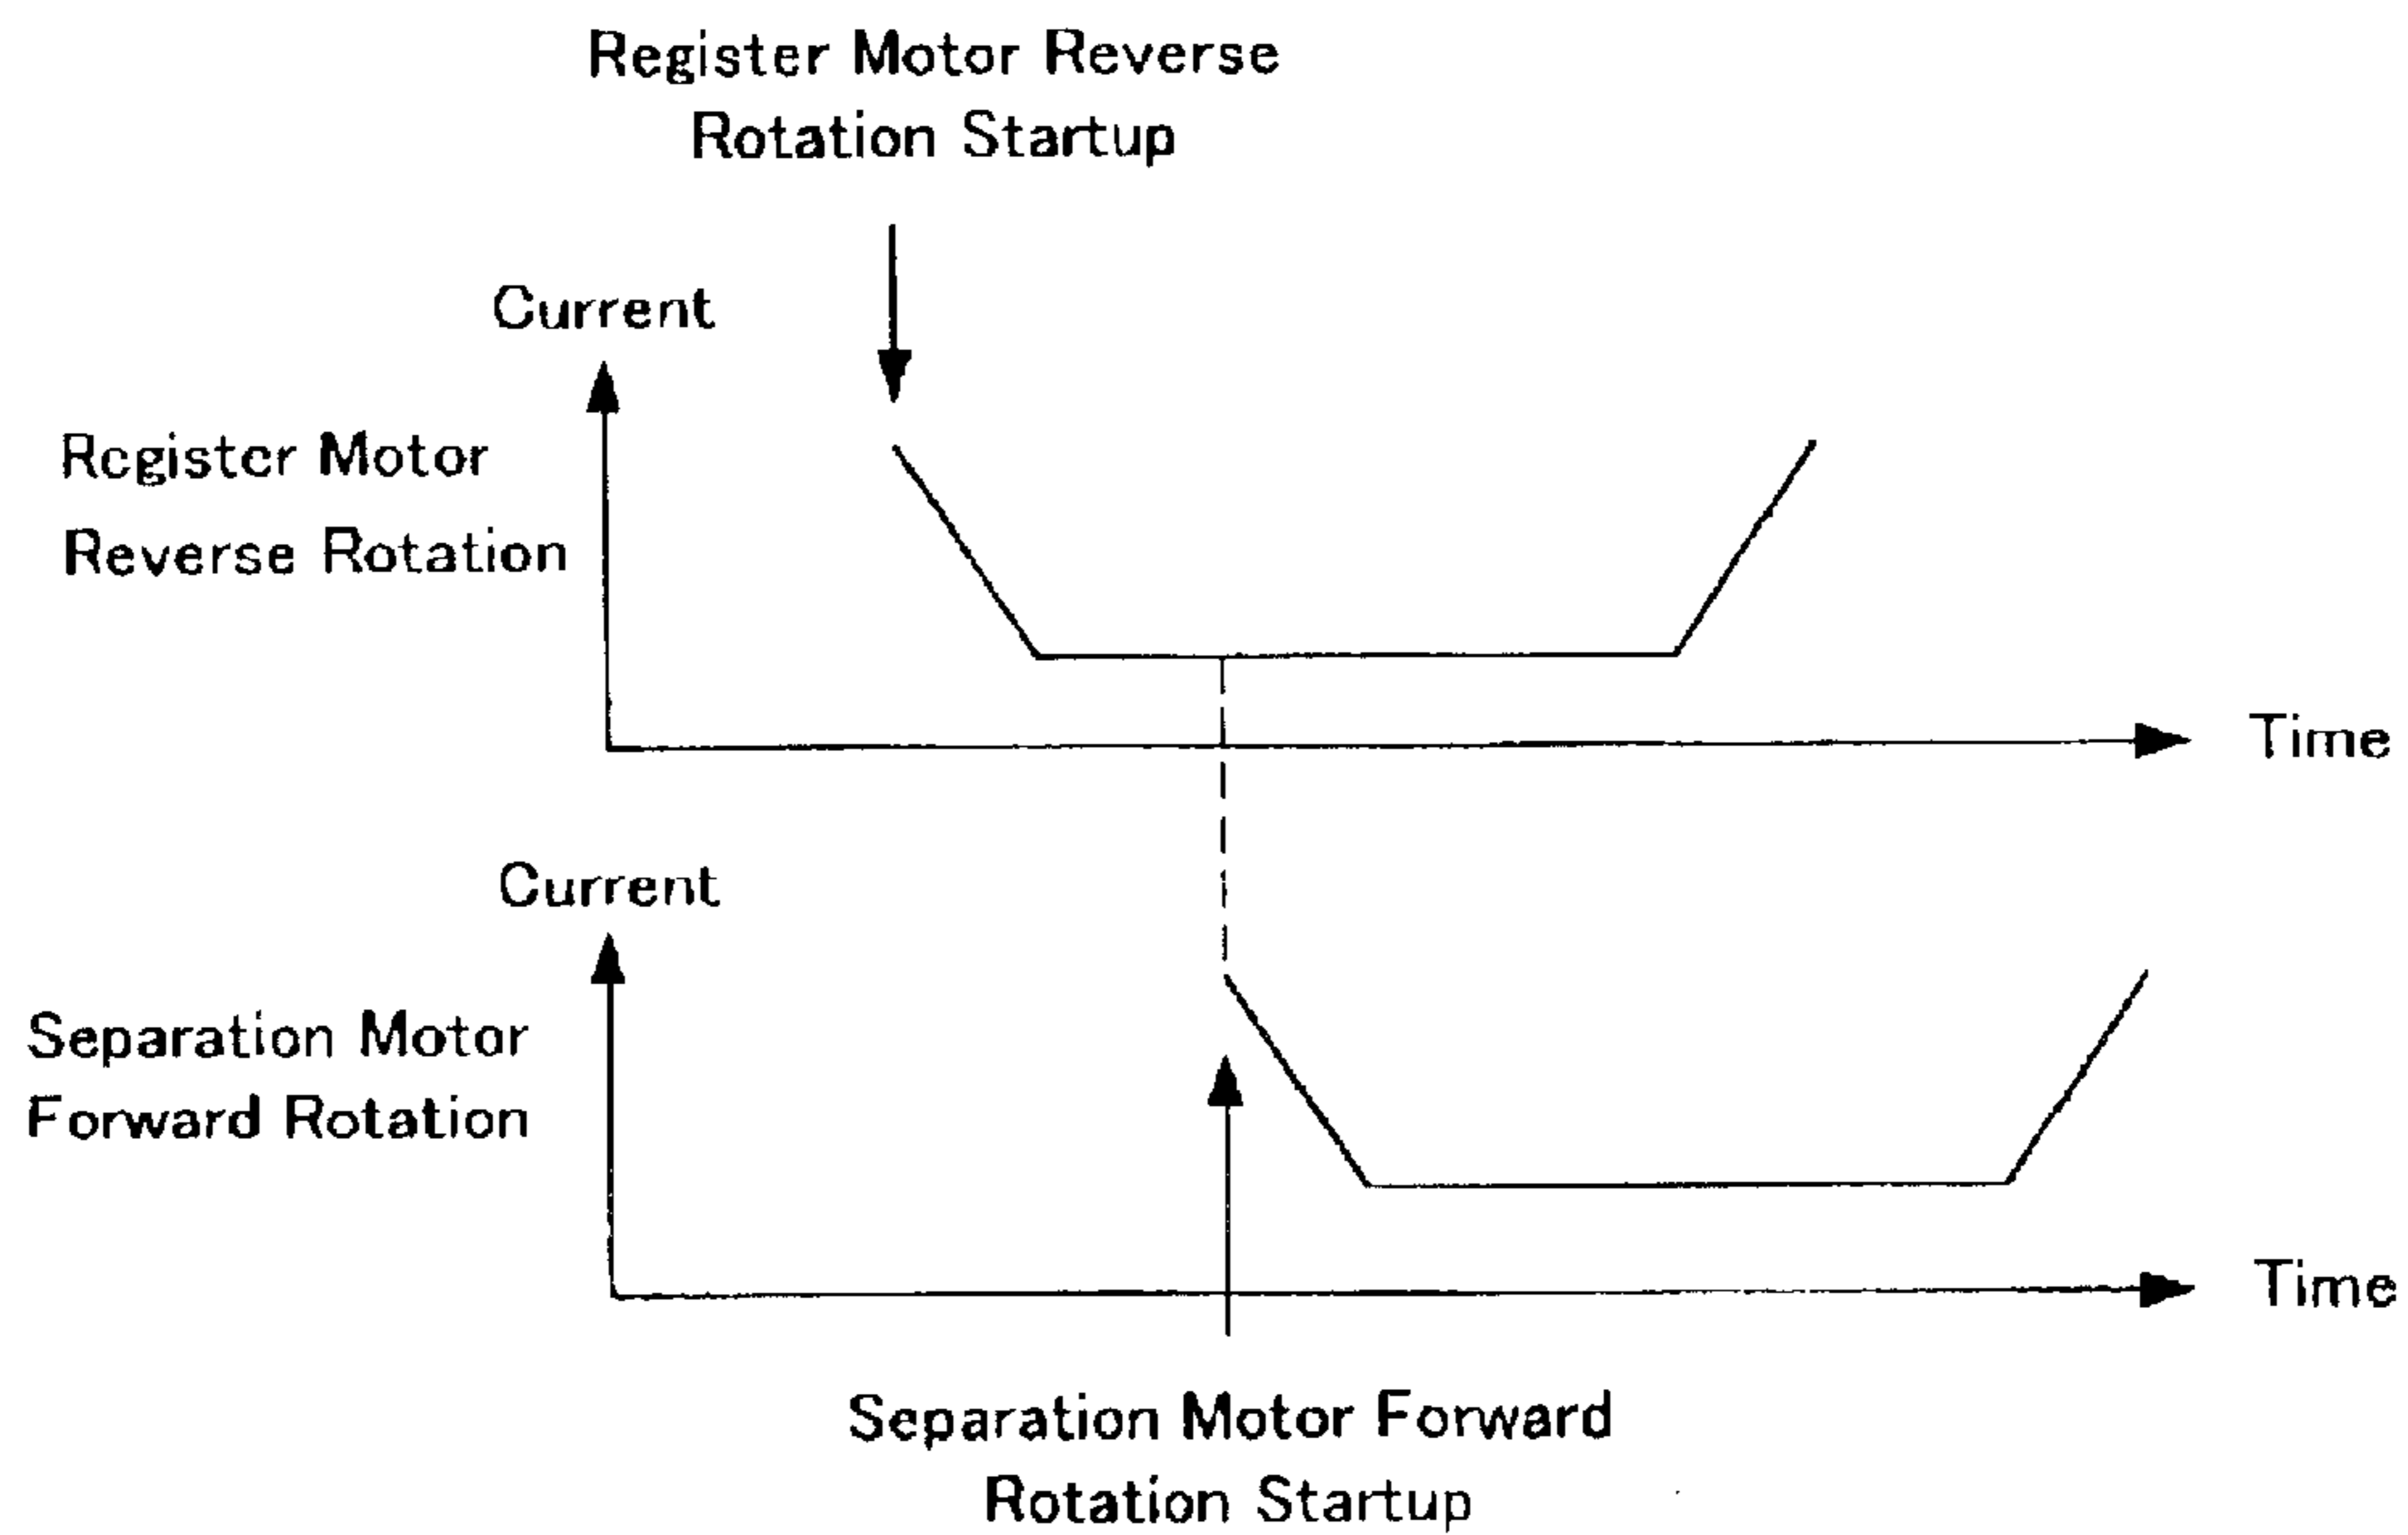 Register Motor Reverse
Rotation Startup
Current
Register Motor
Reverse Rotation
Time
Current
Separation Motor
Forward Rotation
Time
Separation Motor Forward
Rotation Startup